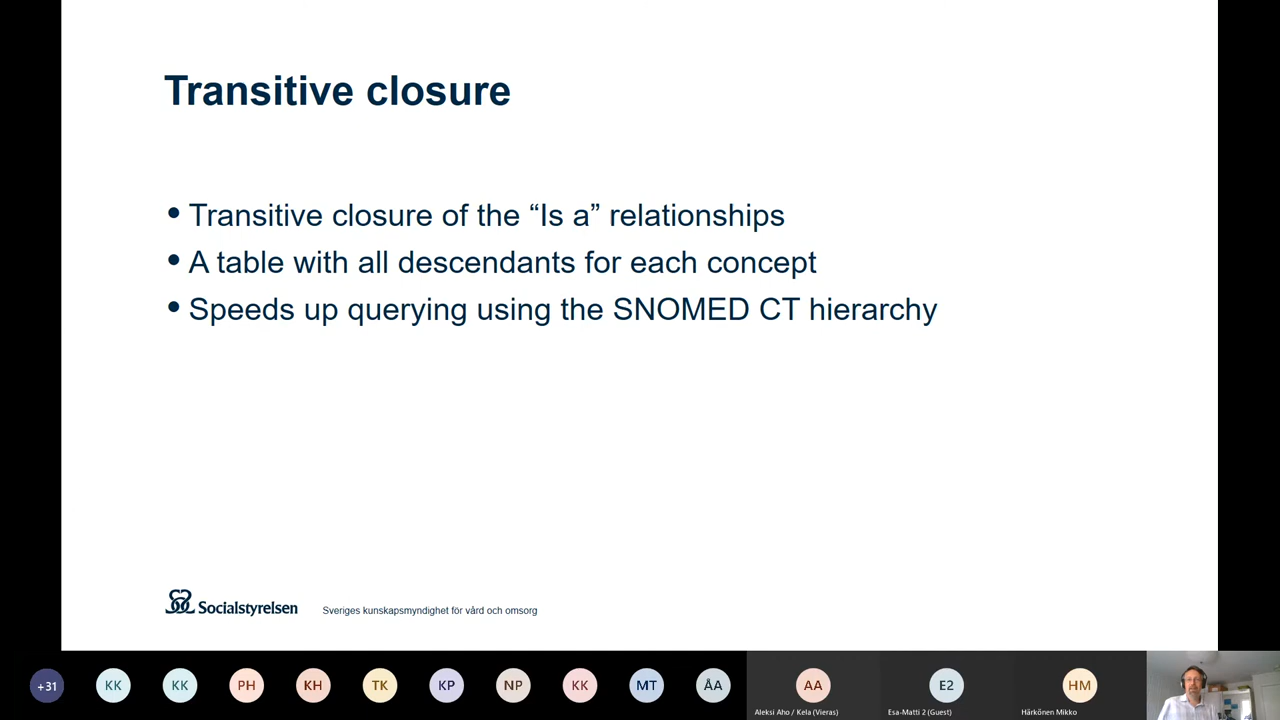 Transitive closure
• Transitive closure of the “Is a” relationships
• A table with all descendants for each concept
• Speeds up querying using the SNOMED CT hierarchy
Socialstyrelsen
Sveriges kunskapsmyndighet för vård och omsorg
+31
KK
KK
PH
KH
TK
KP
NP
KK
MT
ÅA
AA
E2
HM
Aleksi Aho / Kela (Vieras)
Esa-Matti 2 (Guest)
Härkönen Mikko